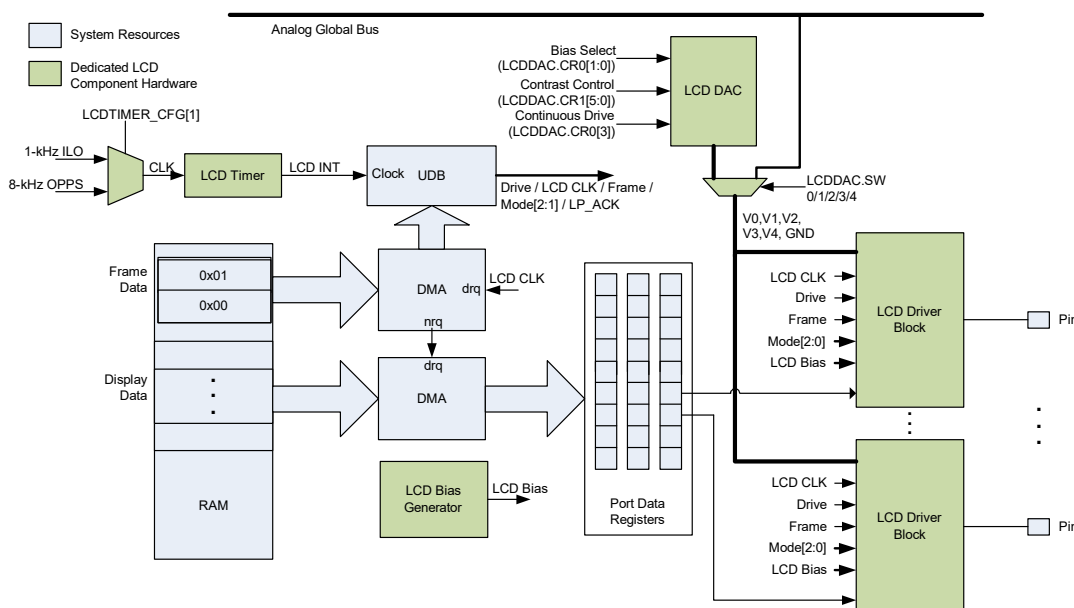 Analog Global Bus
System Resources
Dedicated LCD
Component Hardware
Bias Select
(LCDDAC.CR0[1:0])
Contrast Control
(LCDDAC.CR1[5:0])
Continuous Drive
(LCDDAC.CR0[3])
LCD DAC
LCDTIMER_CFG[1]
1-kHz ILO
8-kHz OPPS
CLK
LCD Timer
LCD INT
Clock
UDB
Drive / LCD CLK / Frame /
Mode[2:1] / LP_ACK
LCDDAC.SW
0/1/2/3/4
V0,V1,V2,
V3,V4, GND
Frame
Data
0x01
0x00
DMA
drq
LCD CLK
nrq
Display
Data
drq
DMA
RAM
LCD Bias
Generator
LCD Bias
Port Data
Registers
LCD CLK
Drive
Frame
Mode[2:0]
LCD Bias
LCD Driver
Block
Pin
LCD CLK
Drive
Frame
Mode[2:0]
LCD Bias
LCD Driver
Block
Pin